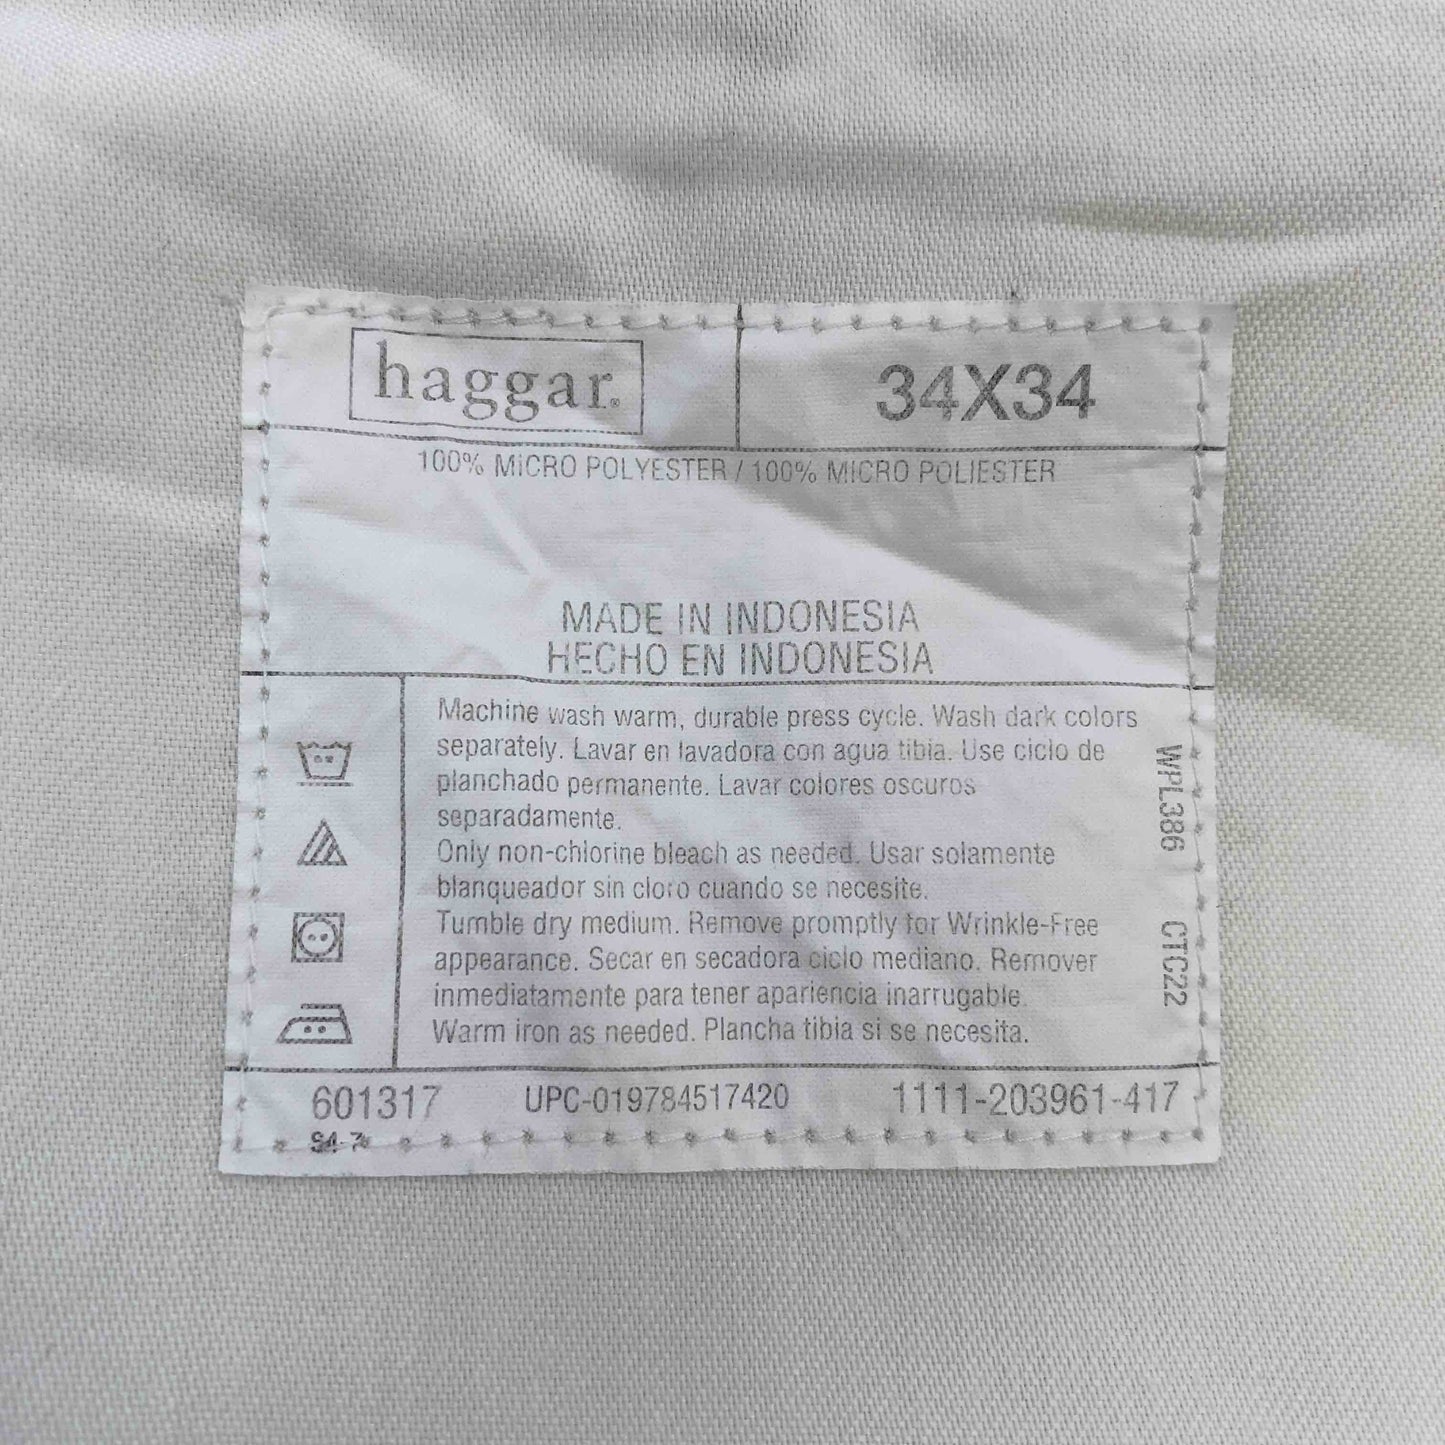 haggar®
34X34
100% MICRO POLYESTER / 100% MICRO POLIESTER
MADE IN INDONESIA
HECHO EN INDONESIA
Machine wash warm, durable press cycle. Wash dark colors
separately. Lavar en lavadora con agua tibia. Use ciclo de
planchado permanente. Lavar colores oscuros
separadamente.
Only non-chlorine bleach as needed. Usar solamente
blanqueador sin cloro cuando se necesite.
Tumble dry medium. Remove promptly for Wrinkle-Free
appearance. Secar en secadora ciclo mediano. Remover
inmediatamente para tener apariencia inarrugable.
Warm iron as needed. Plancha tibia si se necesita.
WPL386
CTC22
601317
UPC-019784517420
1111-203961-417